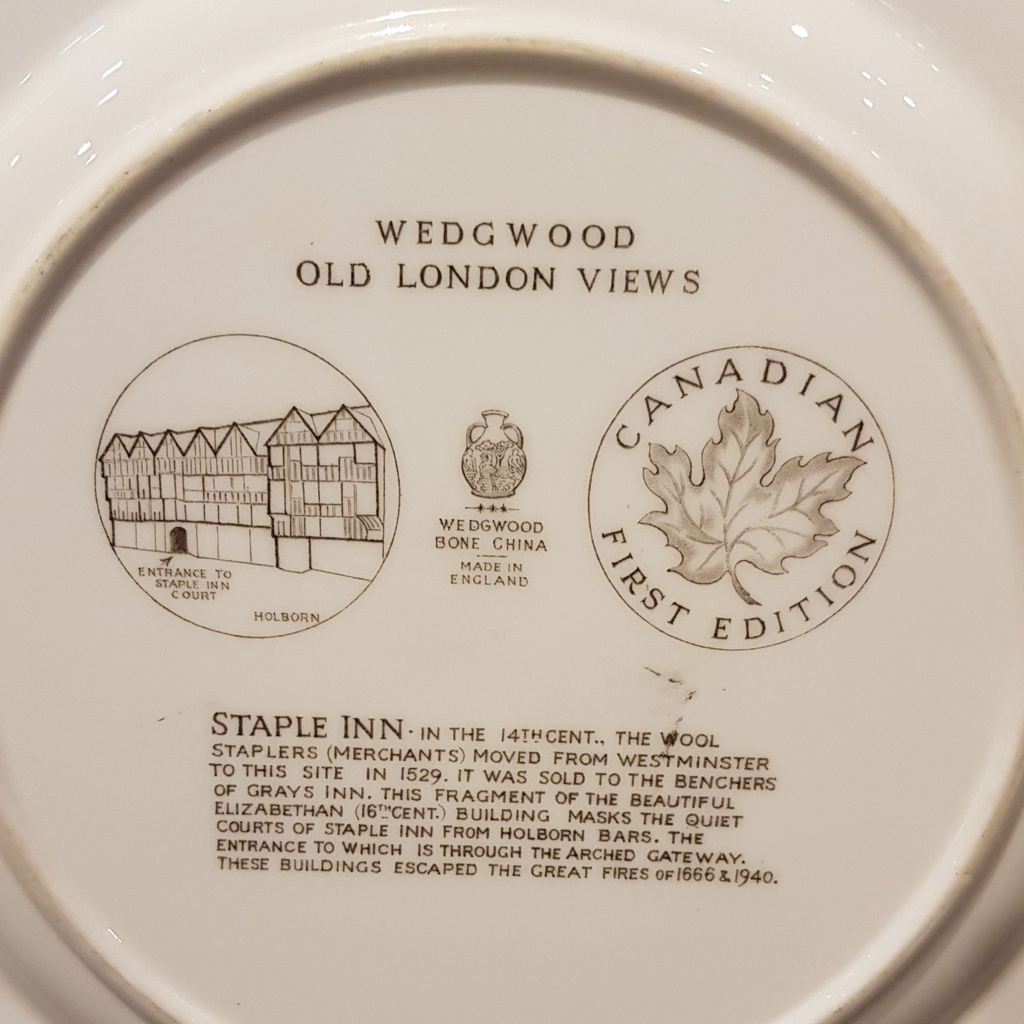 WEDGWOOD
OLD LONDON VIEWS
ENTRANCE TO
STAPLE INN
COURT
HOLBORN
WEDGWOOD
BONE CHINA
MADE IN
ENGLAND
CANADIAN
FIRST EDITION
STAPLE INN. IN THE 14TH CENT., THE WOOL
STAPLERS (MERCHANTS) MOVED FROM WESTMINSTER
TO THIS SITE IN 1529. IT WAS SOLD TO THE BENCHERS
OF GRAYS INN. THIS FRAGMENT OF THE BEAUTIFUL
ELIZABETHAN (16TH CENT.) BUILDING MASKS THE QUIET
COURTS OF STAPLE INN FROM HOLBORN BARS. THE
ENTRANCE TO WHICH IS THROUGH THE ARCHED GATEWAY.
THESE BUILDINGS ESCAPED THE GREAT FIRES OF 1666 & 1940.